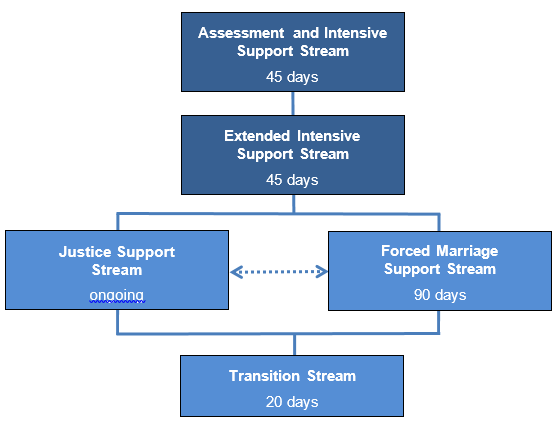 Assessment and Intensive
Support Stream
45 days
Extended Intensive
Support Stream
45 days
Justice Support
Stream
ongoing
Forced Marriage
Support Stream
90 days
Transition Stream
20 days